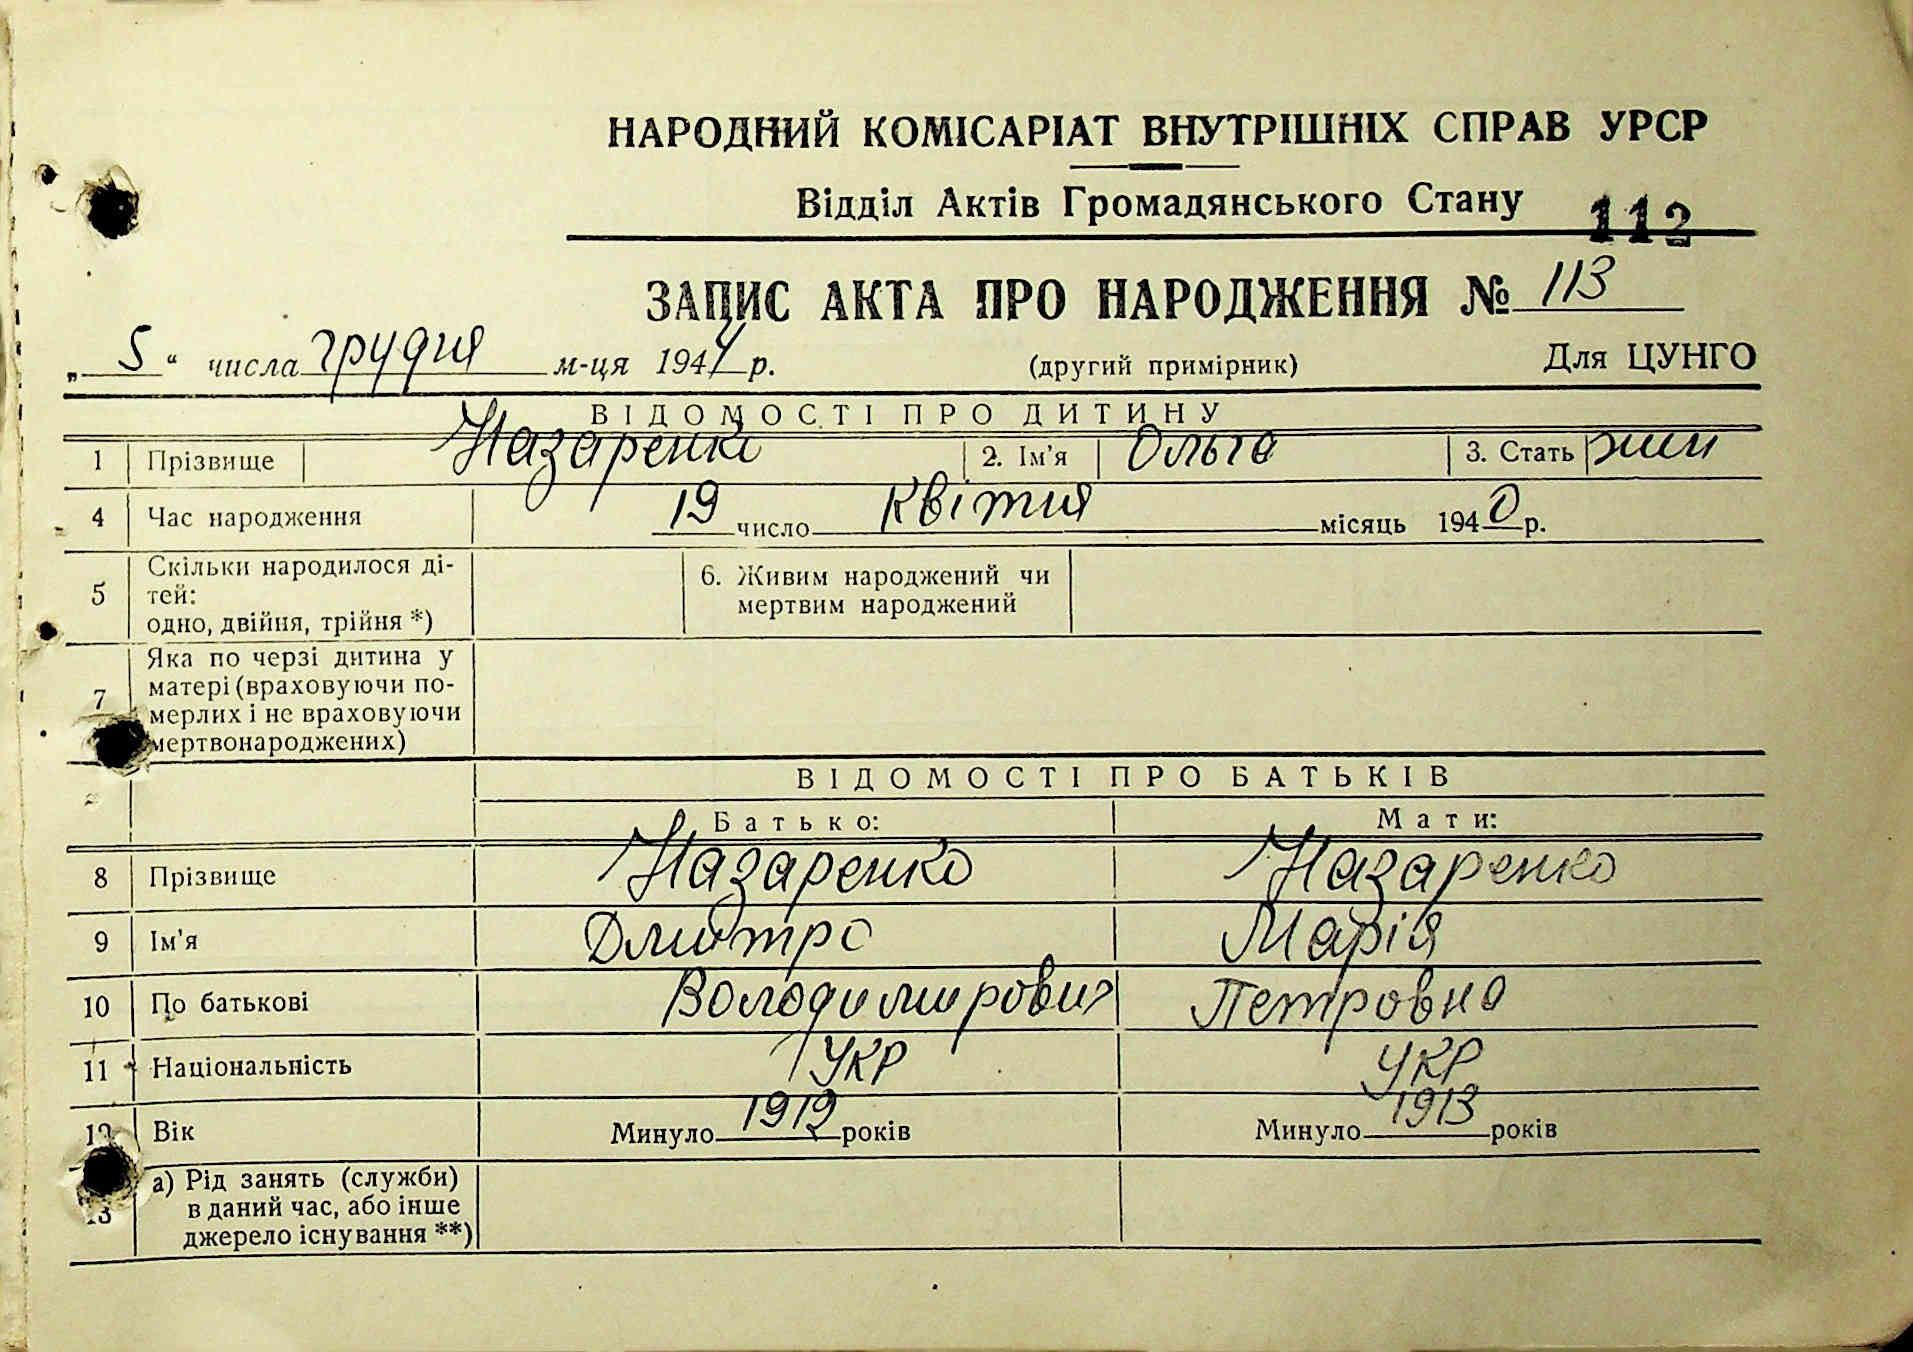 НАРОДНИЙ КОМІСАРІАТ ВНУТРІШНІХ СПРАВ УРСР
Відділ Актів Громадянського Стану 112
ЗАПИС АКТА ПРО НАРОДЖЕННЯ № 113
„ 5 “ числа грудня м-ця 1944 р. (другий примірник) Для ЦУНГО
ВІДОМОСТІ ПРО ДИТИНУ
1 Прізвище Назаренко 2. Ім'я Ольга 3. Стать жин
4 Час народження 19 число квітня місяць 1940 р.
5 Скільки народилося ді-
тей:
одно, двійня, трійня *) 6. Живим народжений чи
мертвим народжений
7 Яка по черзі дитина у
матері (враховуючи по-
мерлих і не враховуючи
мертвонароджених)
ВІДОМОСТІ ПРО БАТЬКІВ
Батько: Мати:
8 Прізвище Назаренко Назаренко
9 Ім'я Дмитро Марія
10 По батькові Володимирович Петровна
11 Національність УКР УКР
12 Вік Минуло 1912 років Минуло 1913 років
13 а) Рід занять (служби)
в даний час, або інше
джерело існування **)